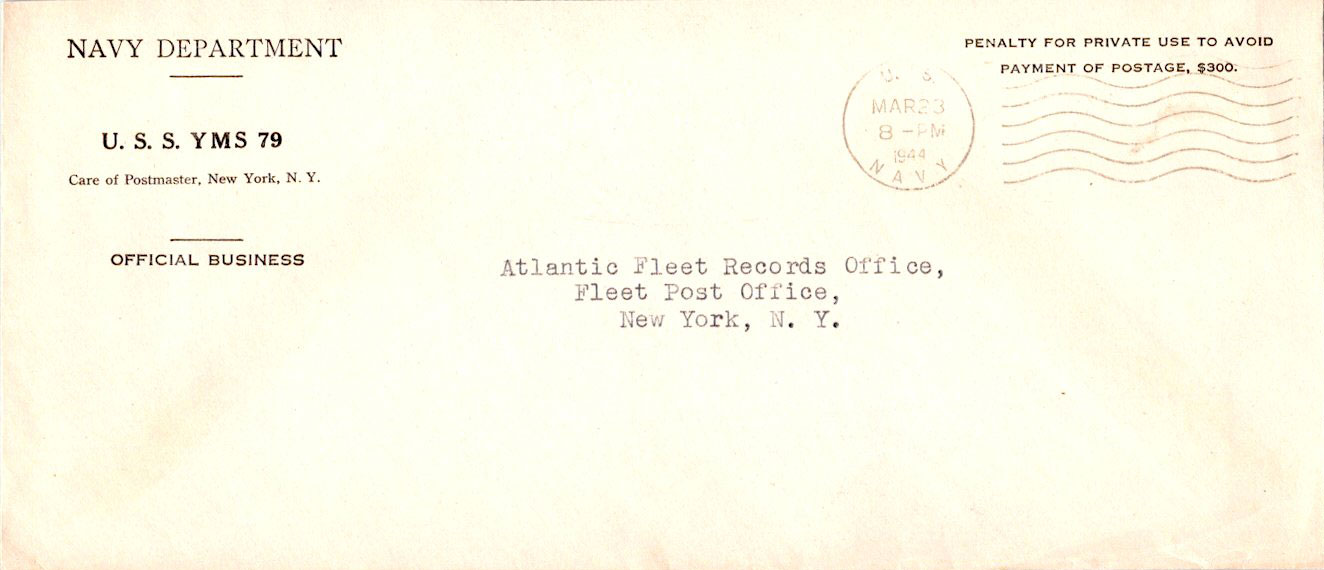 NAVY DEPARTMENT
U. S. S. YMS 79
Care of Postmaster, New York, N. Y.
OFFICIAL BUSINESS
PENALTY FOR PRIVATE USE TO AVOID
PAYMENT OF POSTAGE, $300.
U. S.
MAR 23
8 - PM
1944
NAVY
Atlantic Fleet Records Office,
Fleet Post Office,
New York, N. Y.